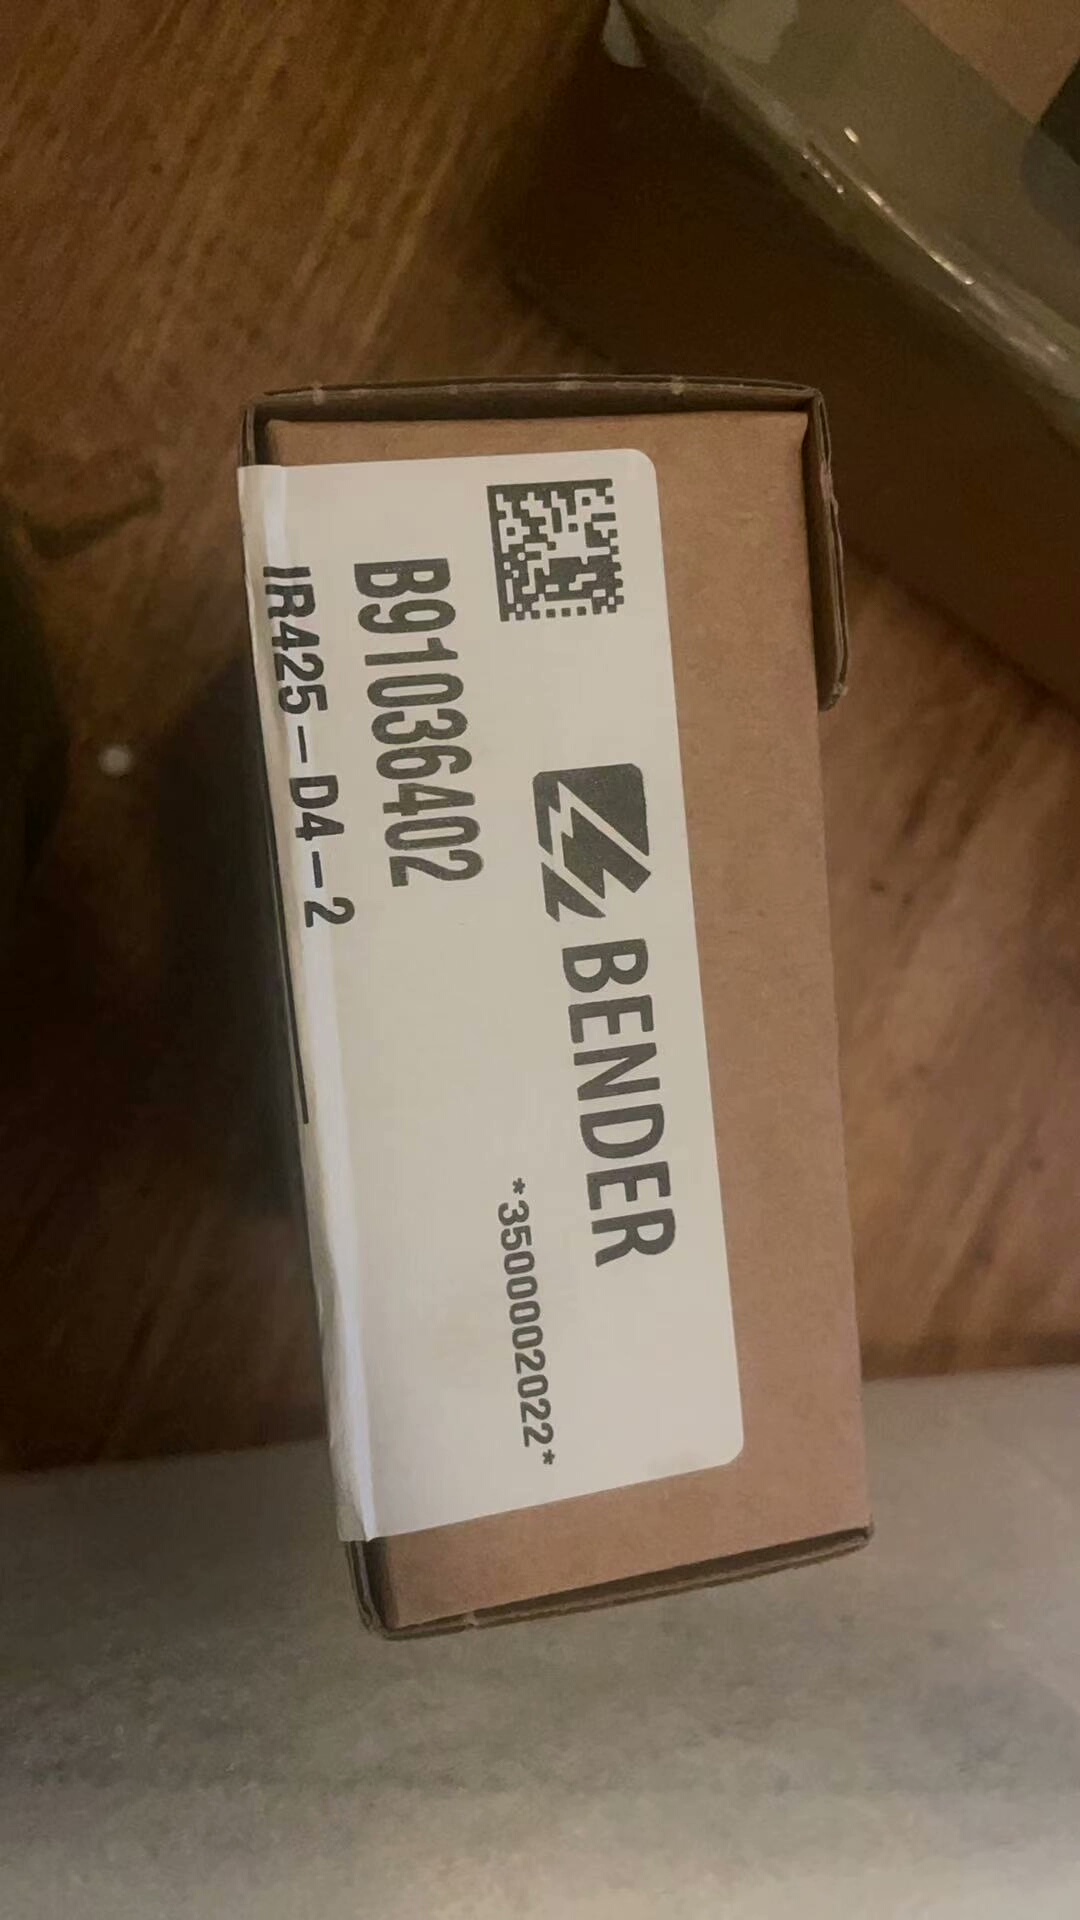 BENDER
*3500002022*
B91036402
IR425-D4-2